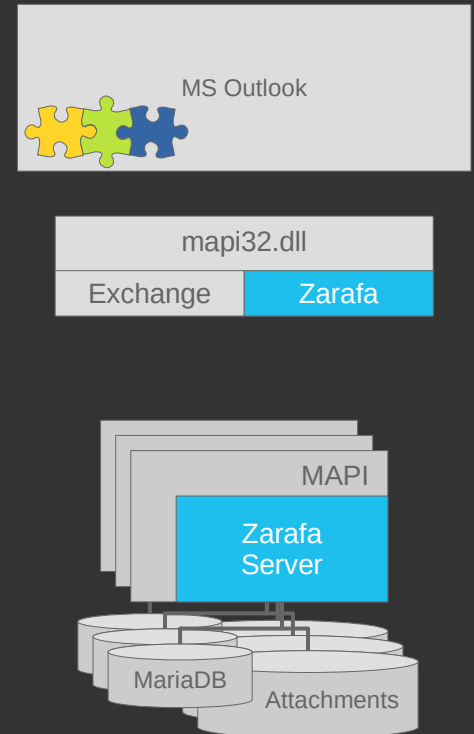 MS Outlook
mapi32.dll
Exchange
Zarafa
MAPI
Zarafa
Server
MariaDB
Attachments